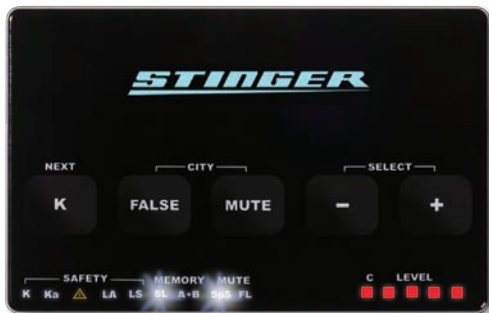 STINGER
NEXT CITY SELECT
K FALSE MUTE - +
SAFETY MEMORY MUTE C LEVEL
K Ka LA LS SL A+B SpS FL